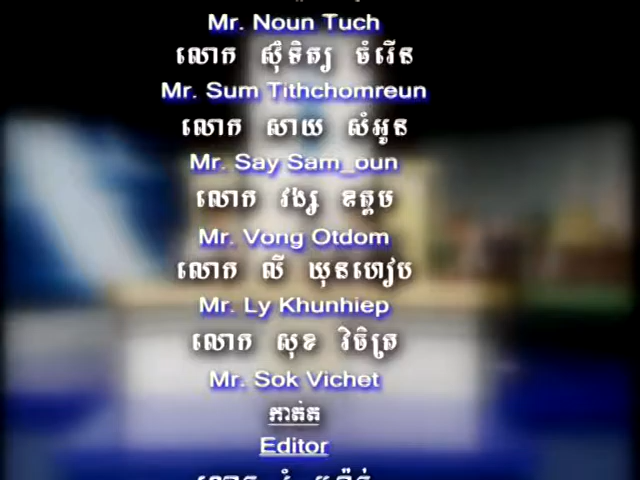 Mr. Noun Tuch
លោក ស៊ុំទិត្យ ចំរើន
Mr. Sum Tithchomreun
លោក សាយ សំអូន
Mr. Say Sam_oun
លោក វង្ស ឧត្តម
Mr. Vong Otdom
លោក លី ឃុនហៀប
Mr. Ly Khunhiep
លោក សុខ វិចិត្រ
Mr. Sok Vichet
កាត់ត
Editor
លោក